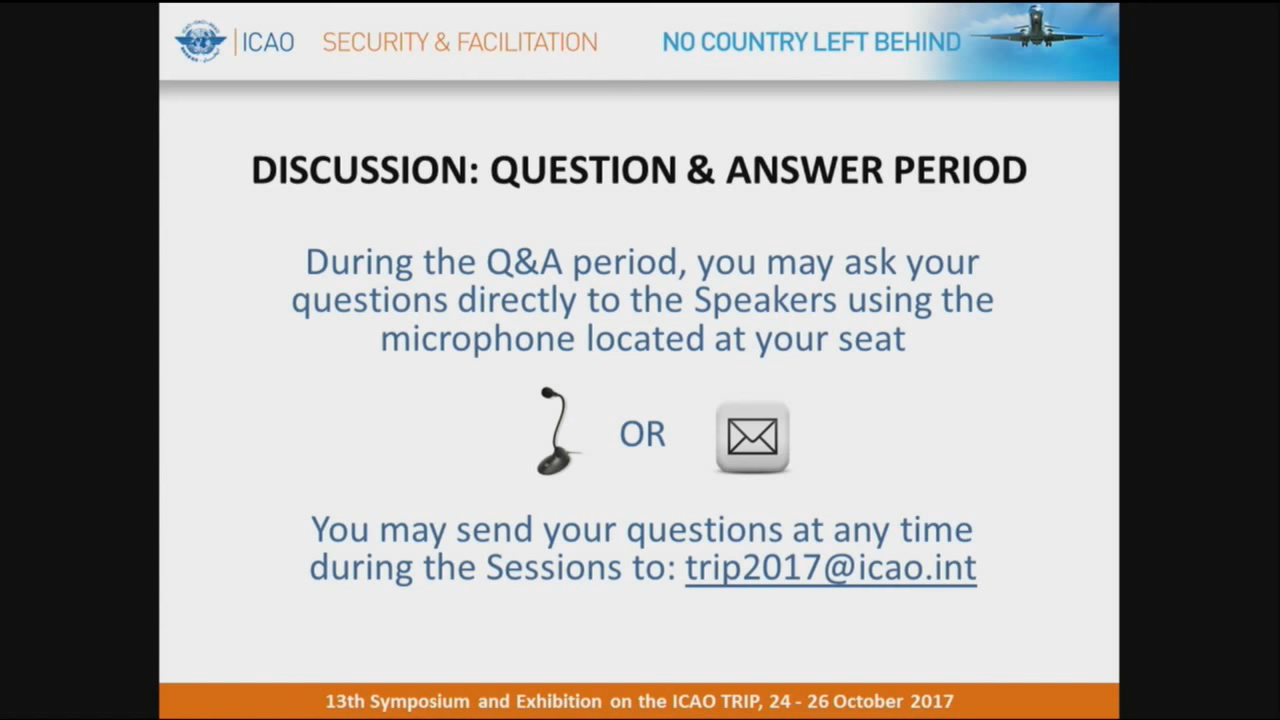 ICAO SECURITY & FACILITATION NO COUNTRY LEFT BEHIND
DISCUSSION: QUESTION & ANSWER PERIOD
During the Q&A period, you may ask your
questions directly to the Speakers using the
microphone located at your seat
OR
You may send your questions at any time
during the Sessions to: trip2017@icao.int
13th Symposium and Exhibition on the ICAO TRIP, 24 - 26 October 2017